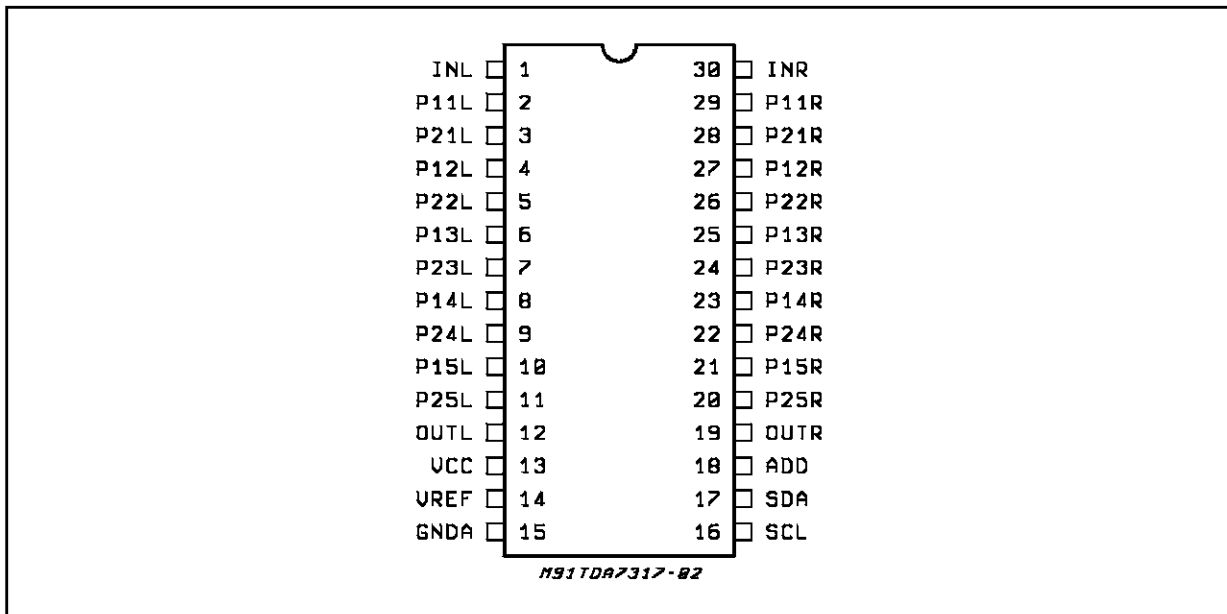 INL 1 30 INR
P11L 2 29 P11R
P21L 3 28 P21R
P12L 4 27 P12R
P22L 5 26 P22R
P13L 6 25 P13R
P23L 7 24 P23R
P14L 8 23 P14R
P24L 9 22 P24R
P15L 10 21 P15R
P25L 11 20 P25R
OUTL 12 19 OUTR
VCC 13 18 ADD
VREF 14 17 SDA
GNDA 15 16 SCL
M91TDA7317-02